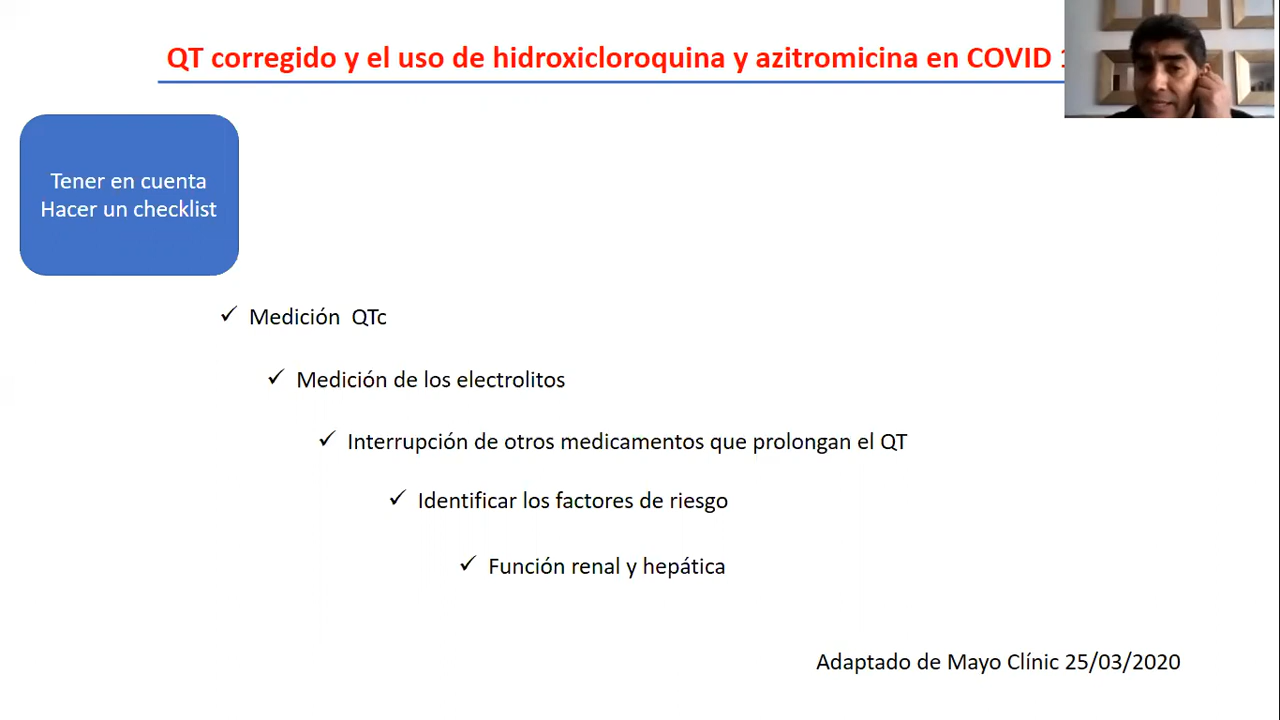 QT corregido y el uso de hidroxicloroquina y azitromicina en COVID
Tener en cuenta
Hacer un checklist
✓ Medición QTc
✓ Medición de los electrolitos
✓ Interrupción de otros medicamentos que prolongan el QT
✓ Identificar los factores de riesgo
✓ Función renal y hepática
Adaptado de Mayo Clínic 25/03/2020